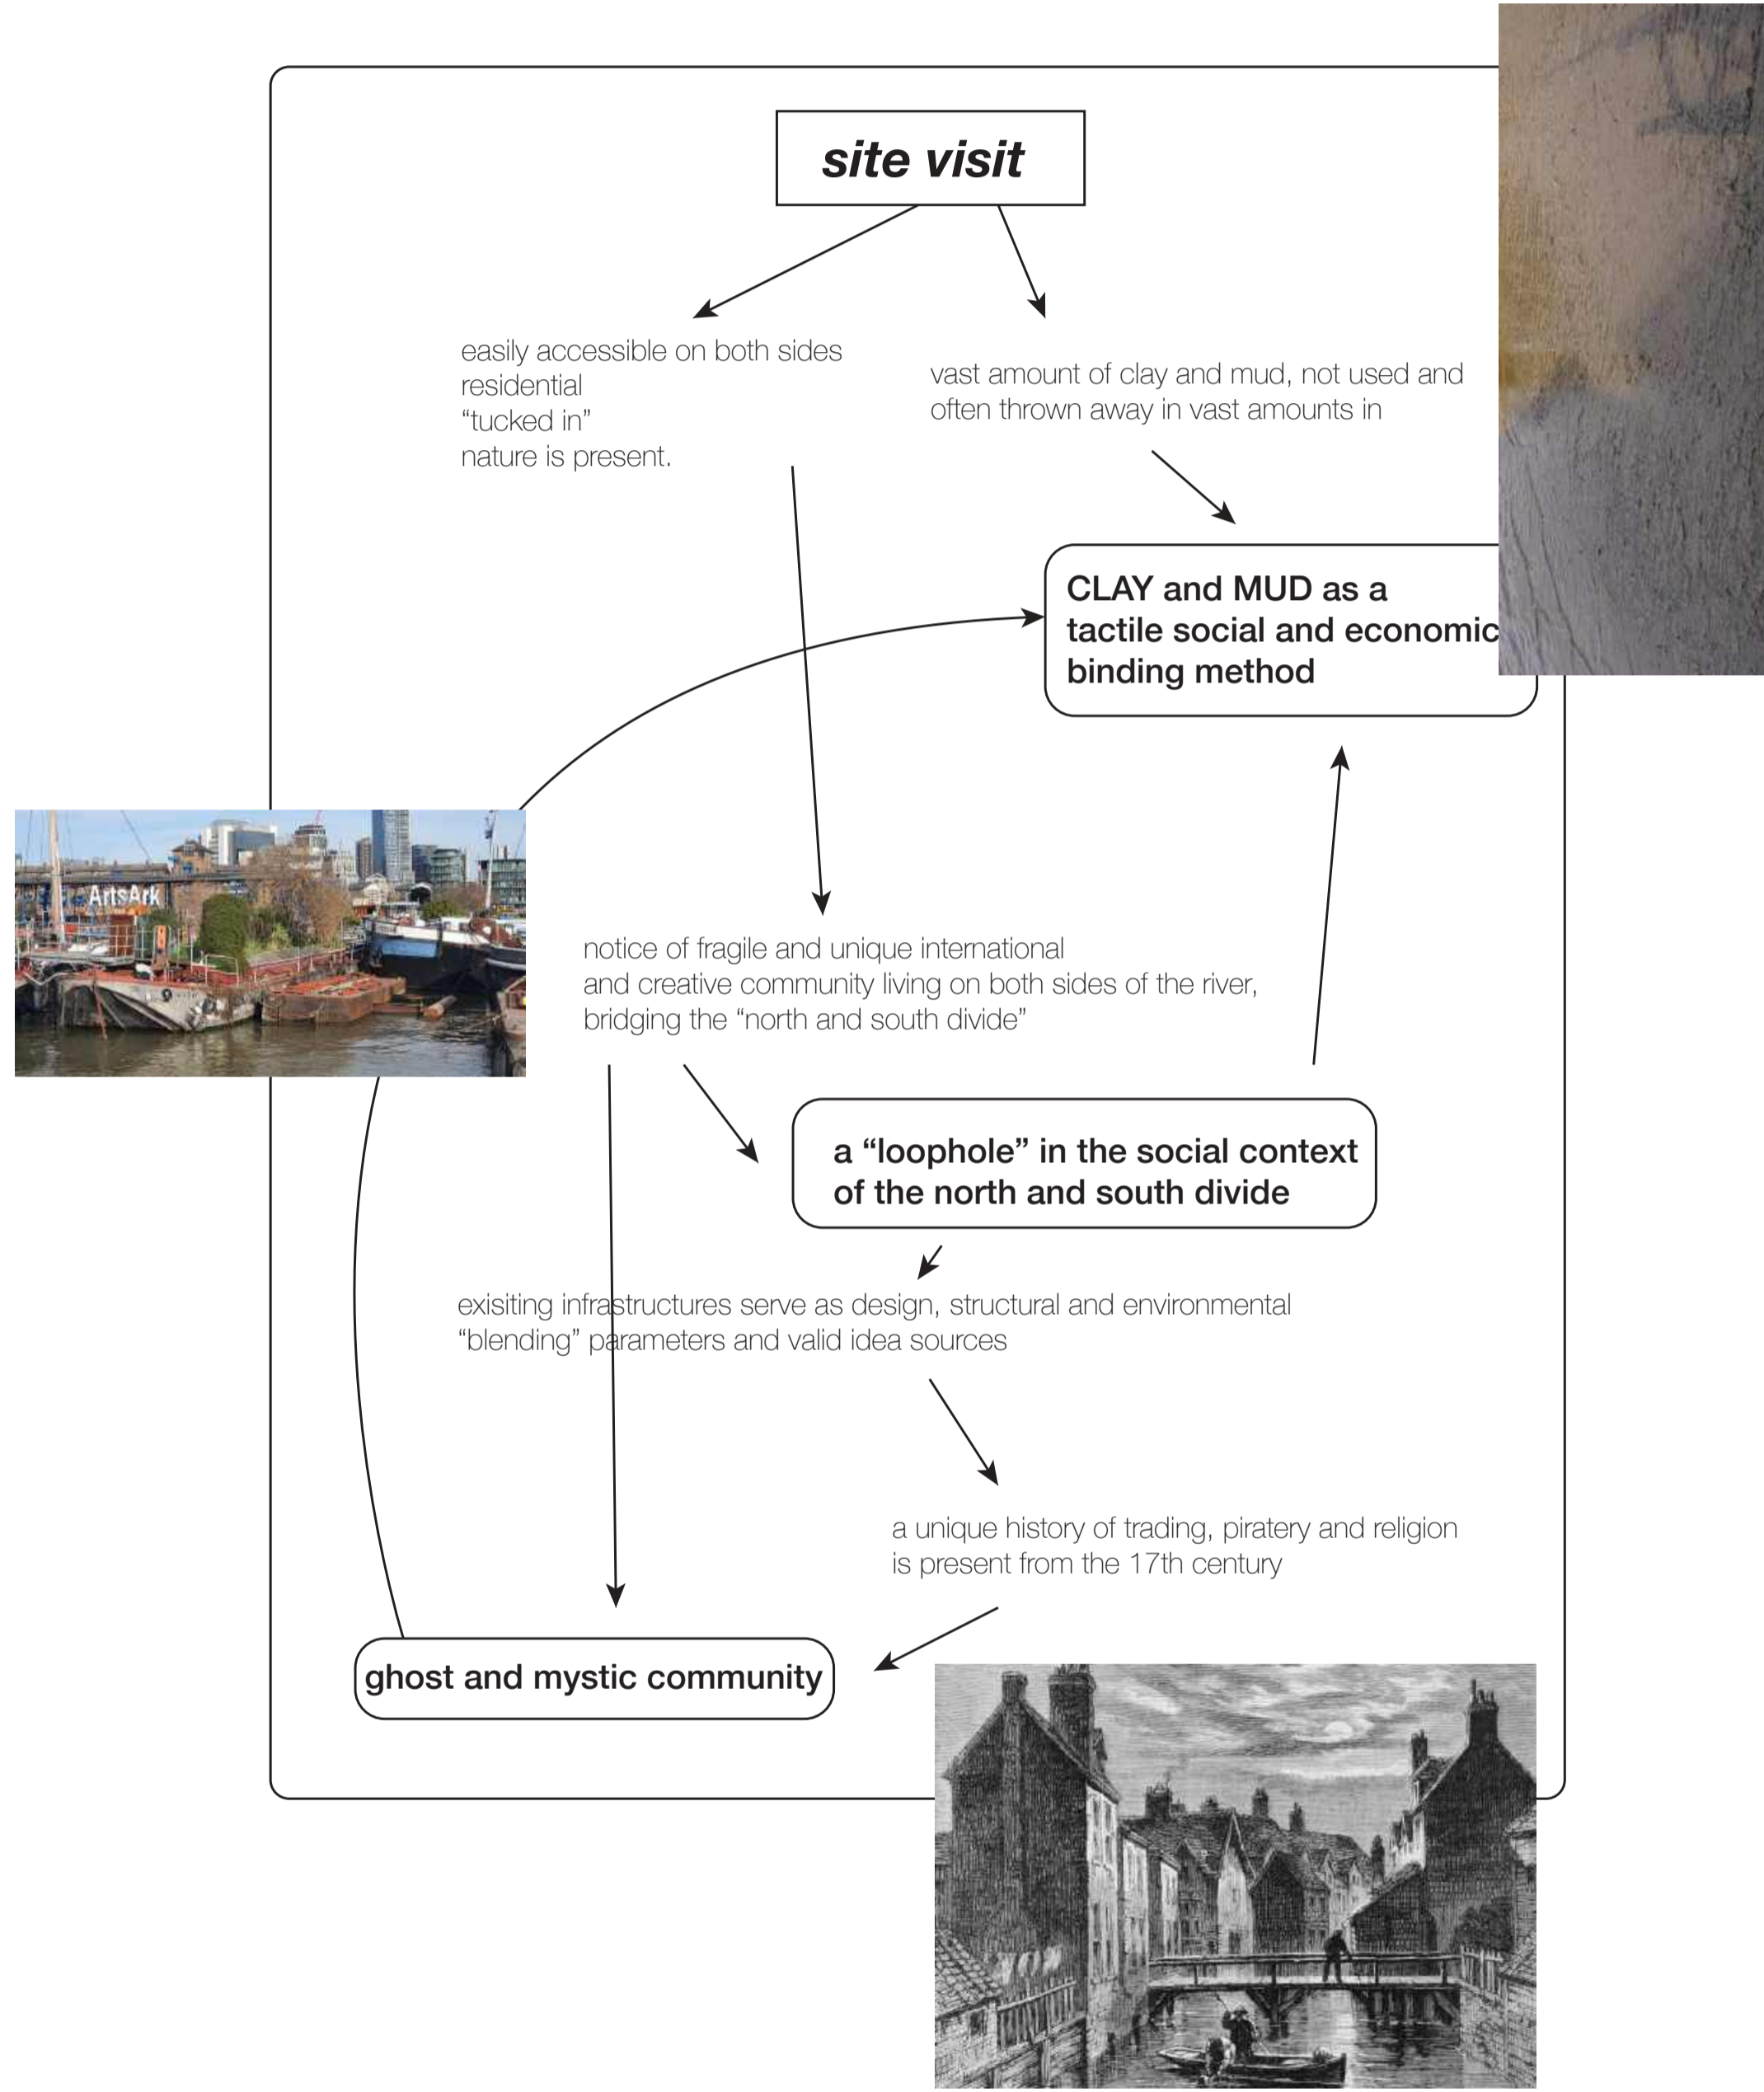 site visit
easily accessible on both sides
residential
“tucked in”
nature is present.
vast amount of clay and mud, not used and
often thrown away in vast amounts in
CLAY and MUD as a
tactile social and economic
binding method
ArtsArk
notice of fragile and unique international
and creative community living on both sides of the river,
bridging the “north and south divide”
a “loophole” in the social context
of the north and south divide
exisiting infrastructures serve as design, structural and environmental
“blending” parameters and valid idea sources
a unique history of trading, piratery and religion
is present from the 17th century
ghost and mystic community